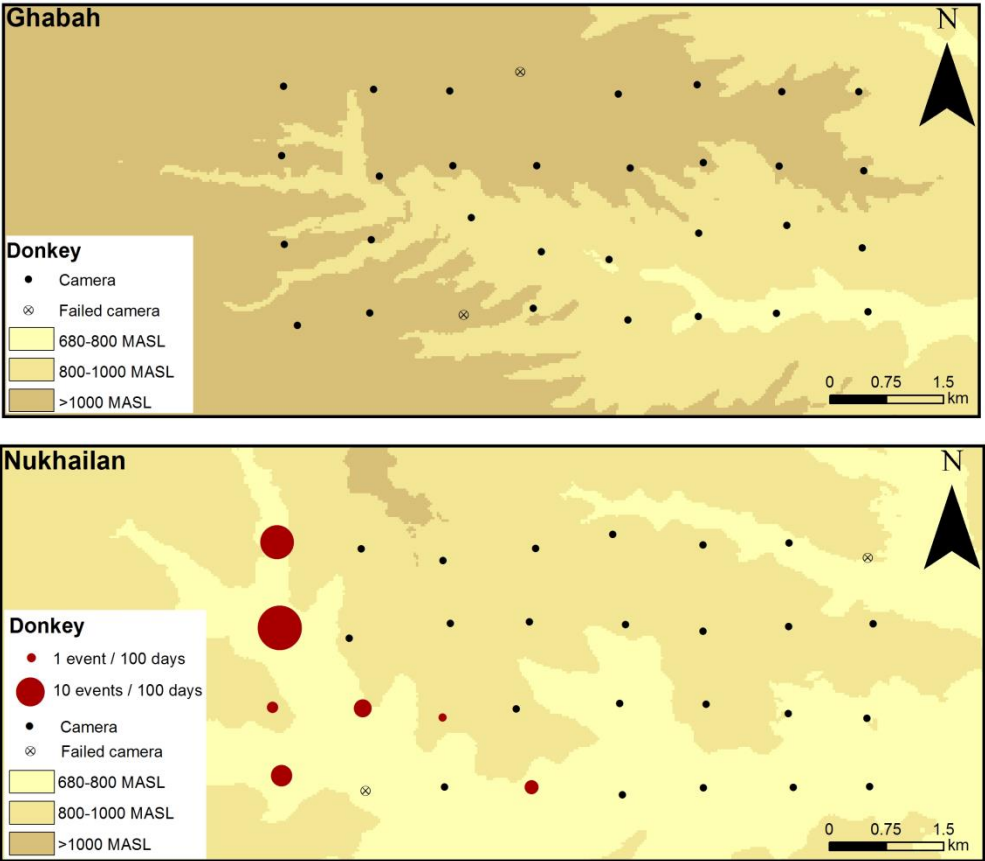 Ghabah
N
Donkey
Camera
Failed camera
680-800 MASL
800-1000 MASL
>1000 MASL
0 0.75 1.5
km
Nukhailan
N
Donkey
1 event / 100 days
10 events / 100 days
Camera
Failed camera
680-800 MASL
800-1000 MASL
>1000 MASL
0 0.75 1.5
km